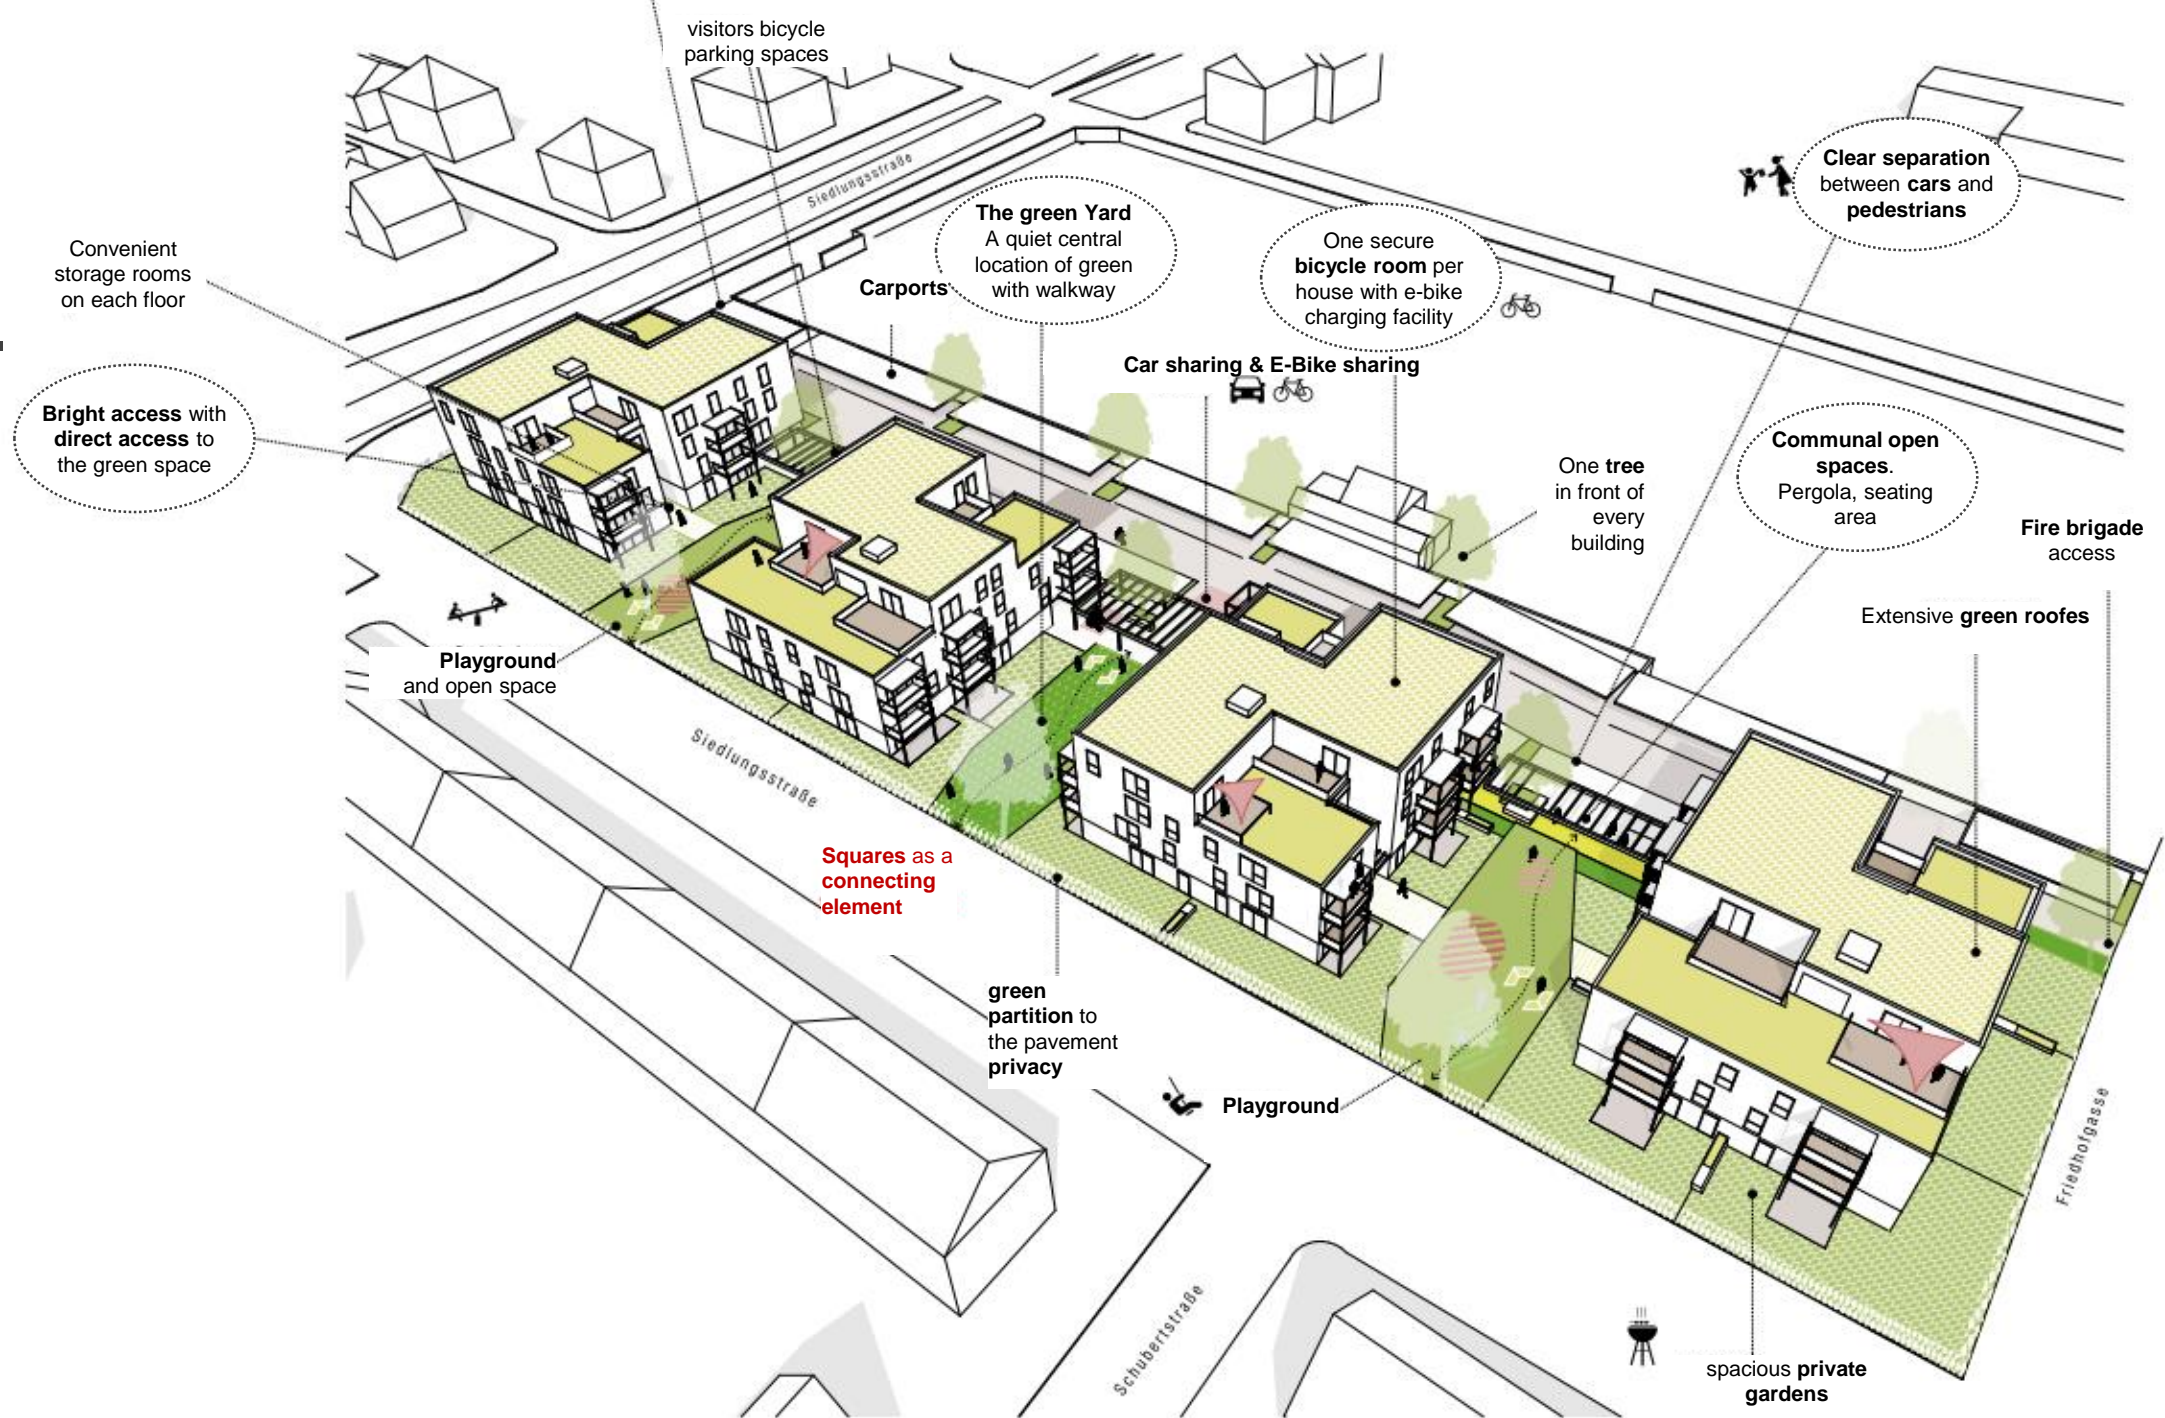 visitors bicycle
parking spaces
Siedlungsstraße
Clear separation
between cars and
pedestrians
The green Yard
A quiet central
location of green
with walkway
One secure
bicycle room per
house with e-bike
charging facility
Convenient
storage rooms
on each floor
Carports
Car sharing & E-Bike sharing
Bright access with
direct access to
the green space
One tree
in front of
every
building
Communal open
spaces.
Pergola, seating
area
Fire brigade
access
Extensive green roofes
Playground
and open space
Siedlungsstraße
Squares as a
connecting
element
green
partition to
the pavement
privacy
Playground
Friedhofgasse
Schubertstraße
spacious private
gardens